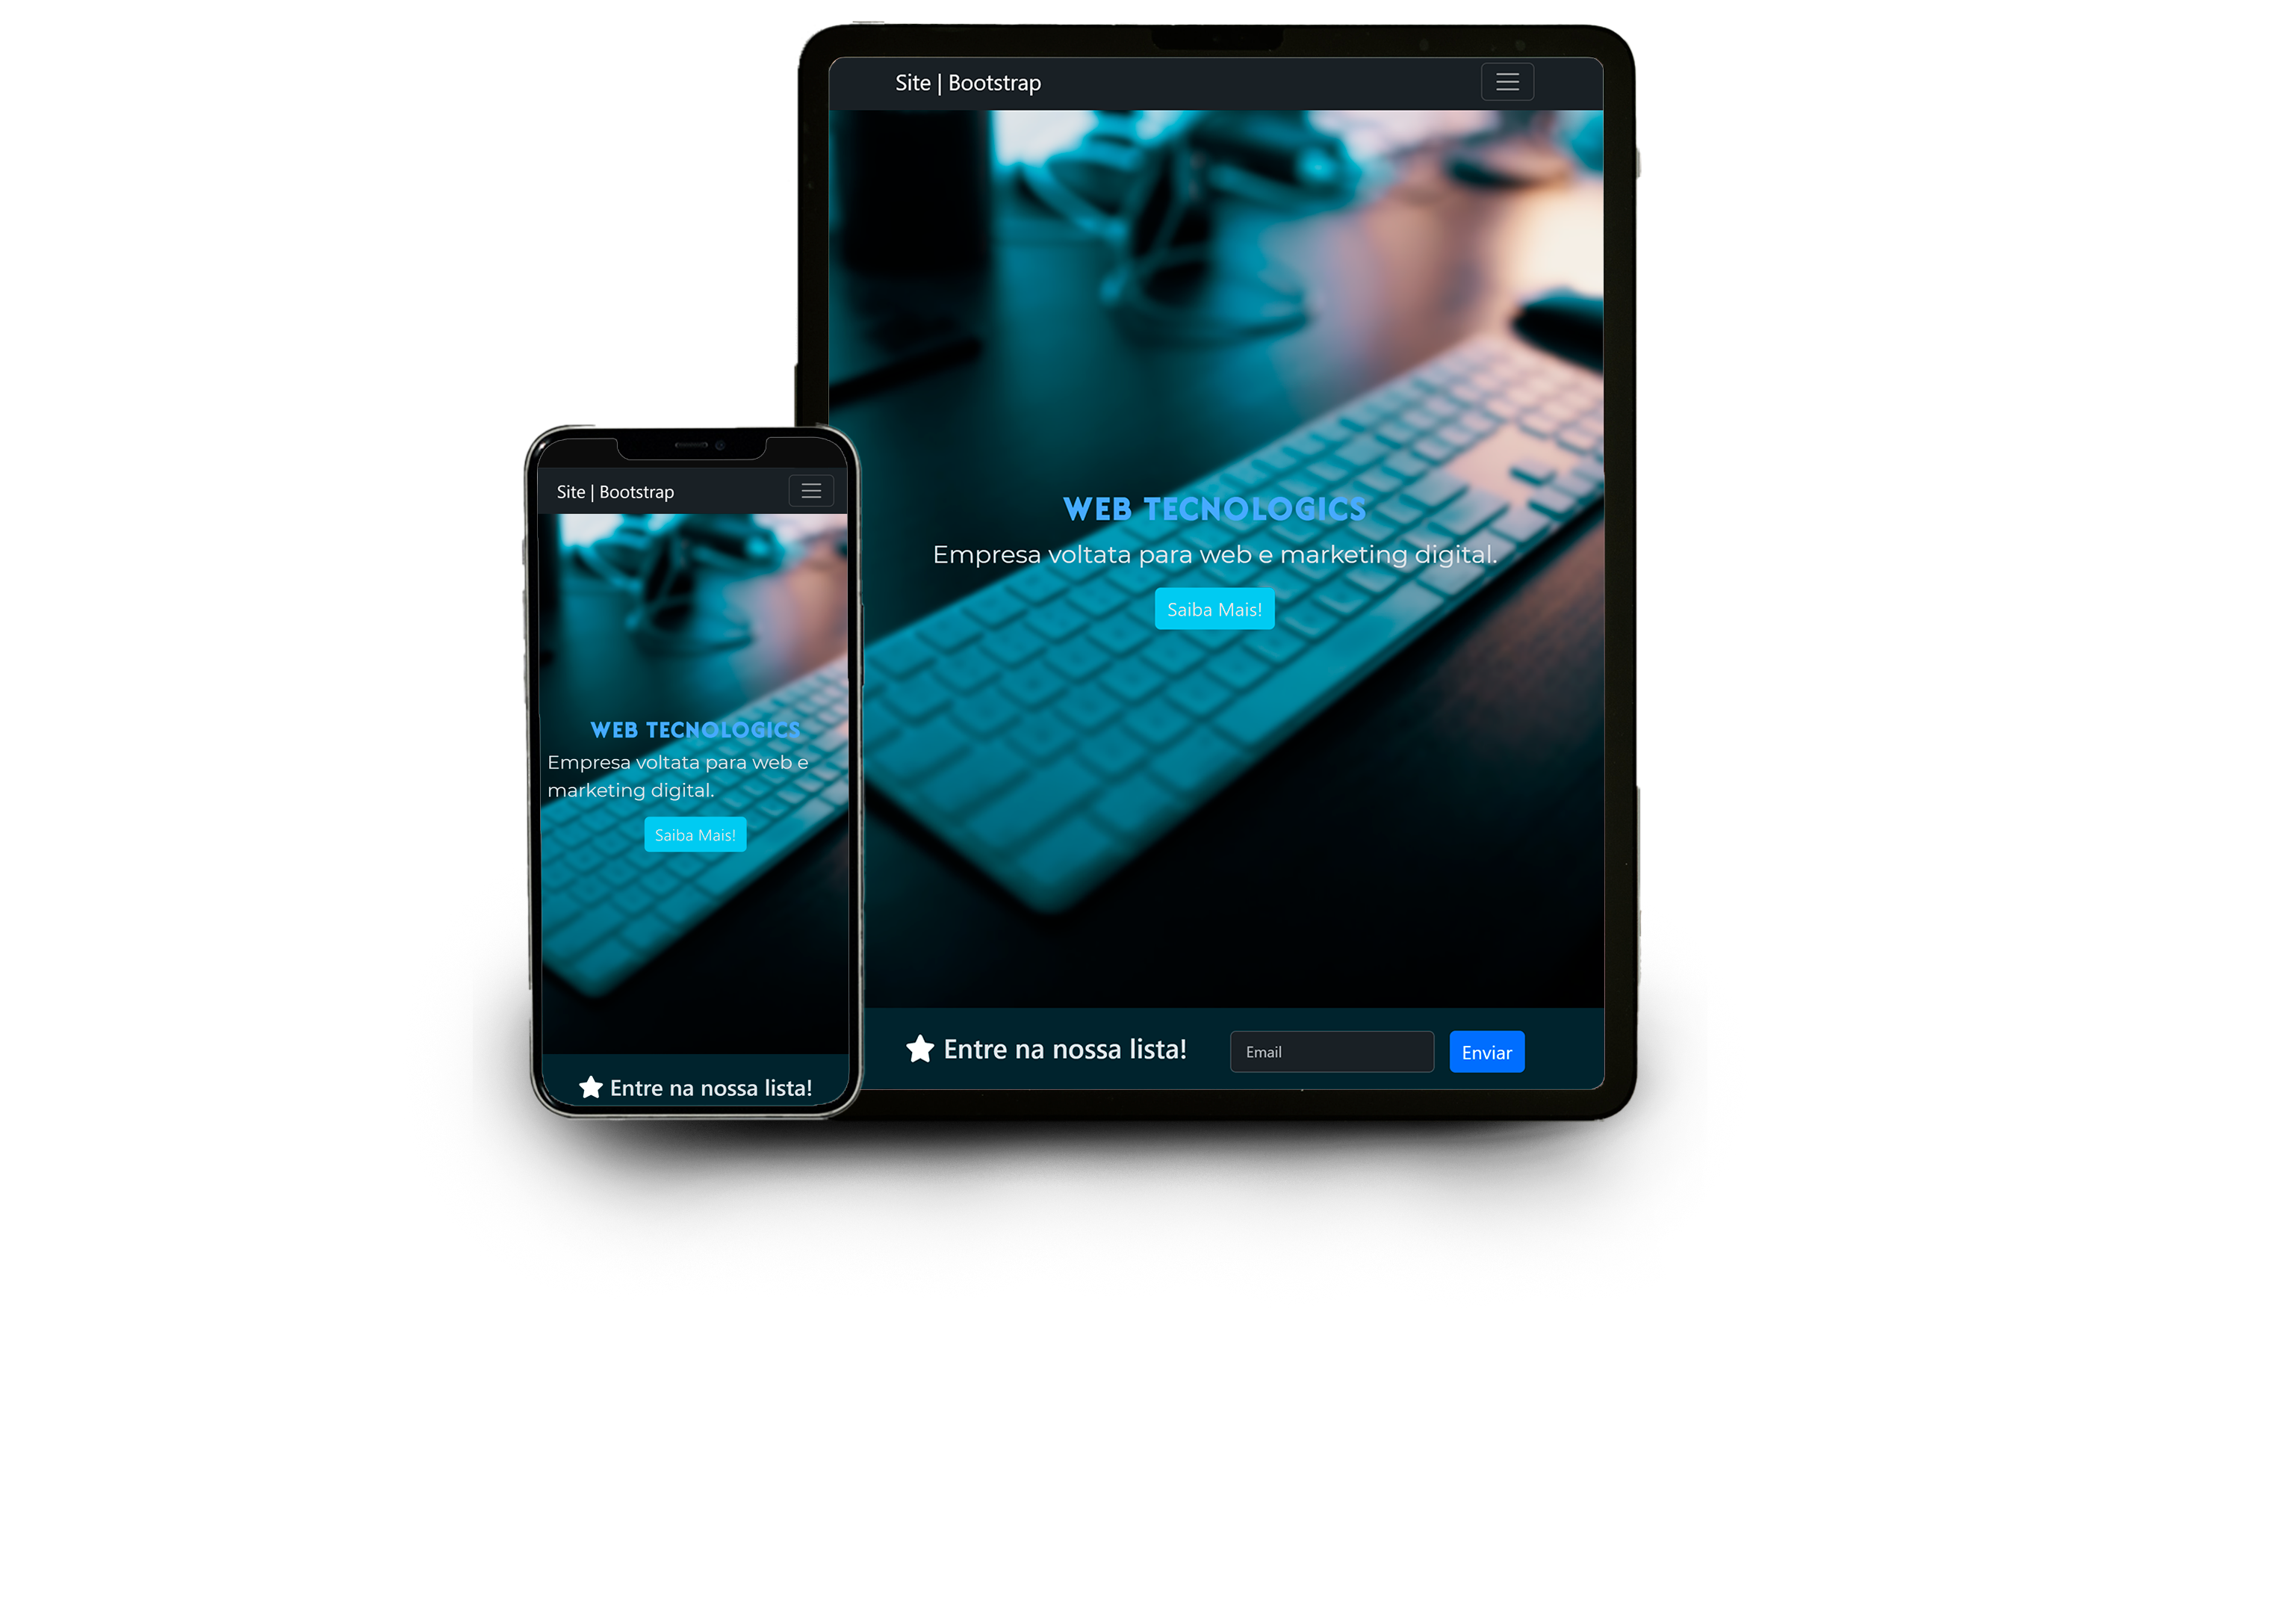 Site | Bootstrap
WEB TECNOLOGICS
Empresa voltata para web e marketing digital.
Saiba Mais!
Entre na nossa lista!
Email
Enviar
Site | Bootstrap
WEB TECNOLOGICS
Empresa voltata para web e
marketing digital.
Saiba Mais!
Entre na nossa lista!